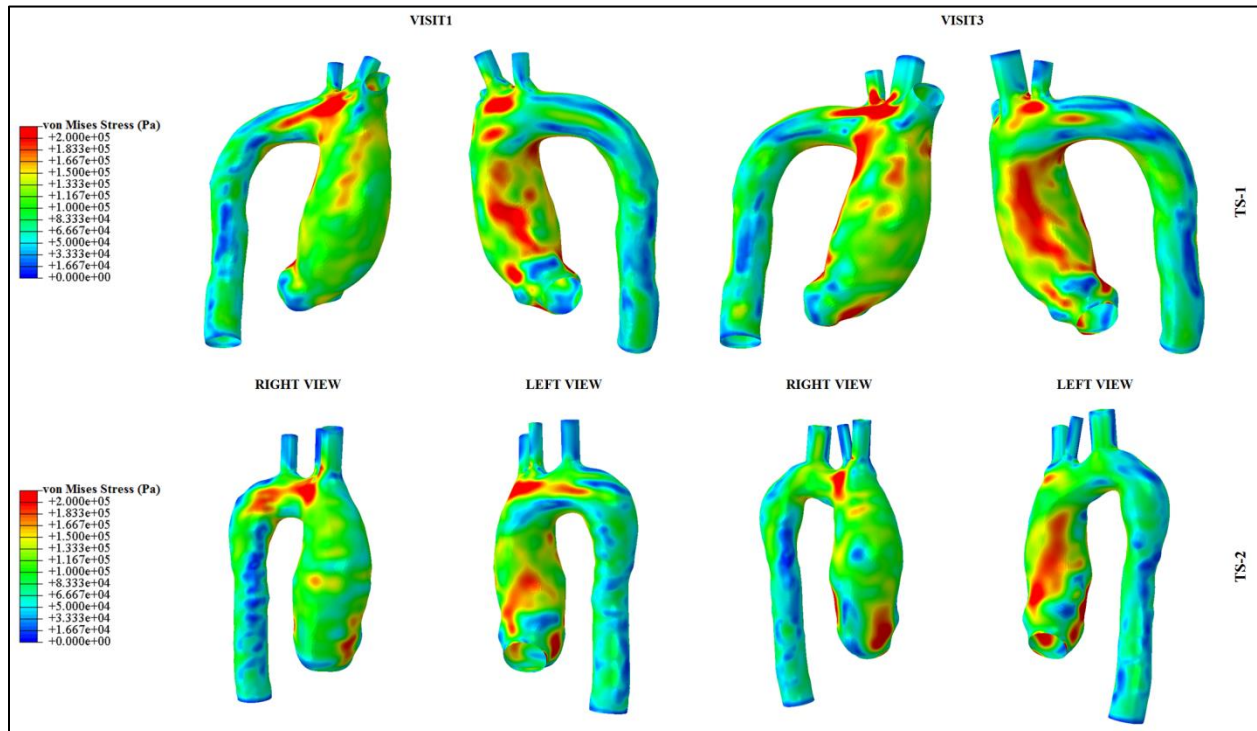 VISIT1 VISIT3
von Mises Stress (Pa)
+2.000e+05
+1.833e+05
+1.667e+05
+1.500e+05
+1.333e+05
+1.167e+05
+1.000e+05
+8.333e+04
+6.667e+04
+5.000e+04
+3.333e+04
+1.667e+04
+0.000e+00
TS-1
RIGHT VIEW LEFT VIEW RIGHT VIEW LEFT VIEW
von Mises Stress (Pa)
+2.000e+05
+1.833e+05
+1.667e+05
+1.500e+05
+1.333e+05
+1.167e+05
+1.000e+05
+8.333e+04
+6.667e+04
+5.000e+04
+3.333e+04
+1.667e+04
+0.000e+00
TS-2